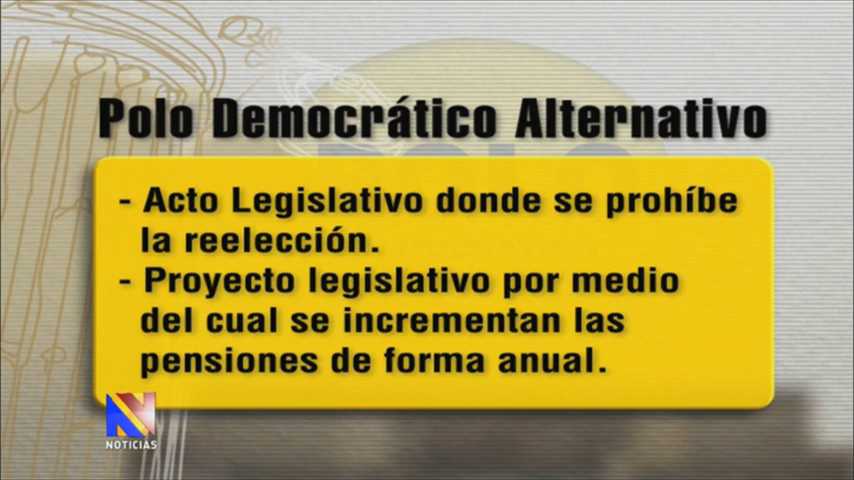 Polo Democrático Alternativo
- Acto Legislativo donde se prohíbe
la reelección.
- Proyecto legislativo por medio
del cual se incrementan las
pensiones de forma anual.
NOTICIAS